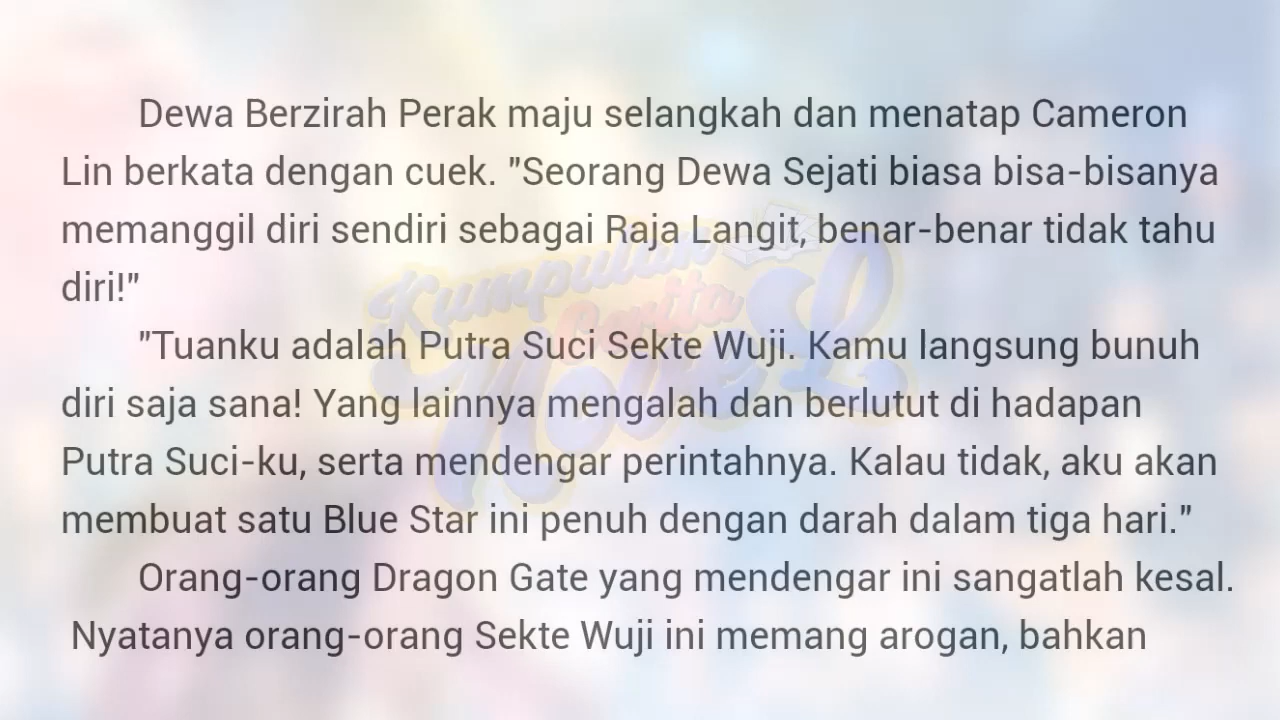 Dewa Berzirah Perak maju selangkah dan menatap Cameron
Lin berkata dengan cuek. "Seorang Dewa Sejati biasa bisa-bisanya
memanggil diri sendiri sebagai Raja Langit, benar-benar tidak tahu
diri!"
"Tuanku adalah Putra Suci Sekte Wuji. Kamu langsung bunuh
diri saja sana! Yang lainnya mengalah dan berlutut di hadapan
Putra Suci-ku, serta mendengar perintahnya. Kalau tidak, aku akan
membuat satu Blue Star ini penuh dengan darah dalam tiga hari."
Orang-orang Dragon Gate yang mendengar ini sangatlah kesal.
Nyatanya orang-orang Sekte Wuji ini memang arogan, bahkan
Kumpulan
Cerita
Novel